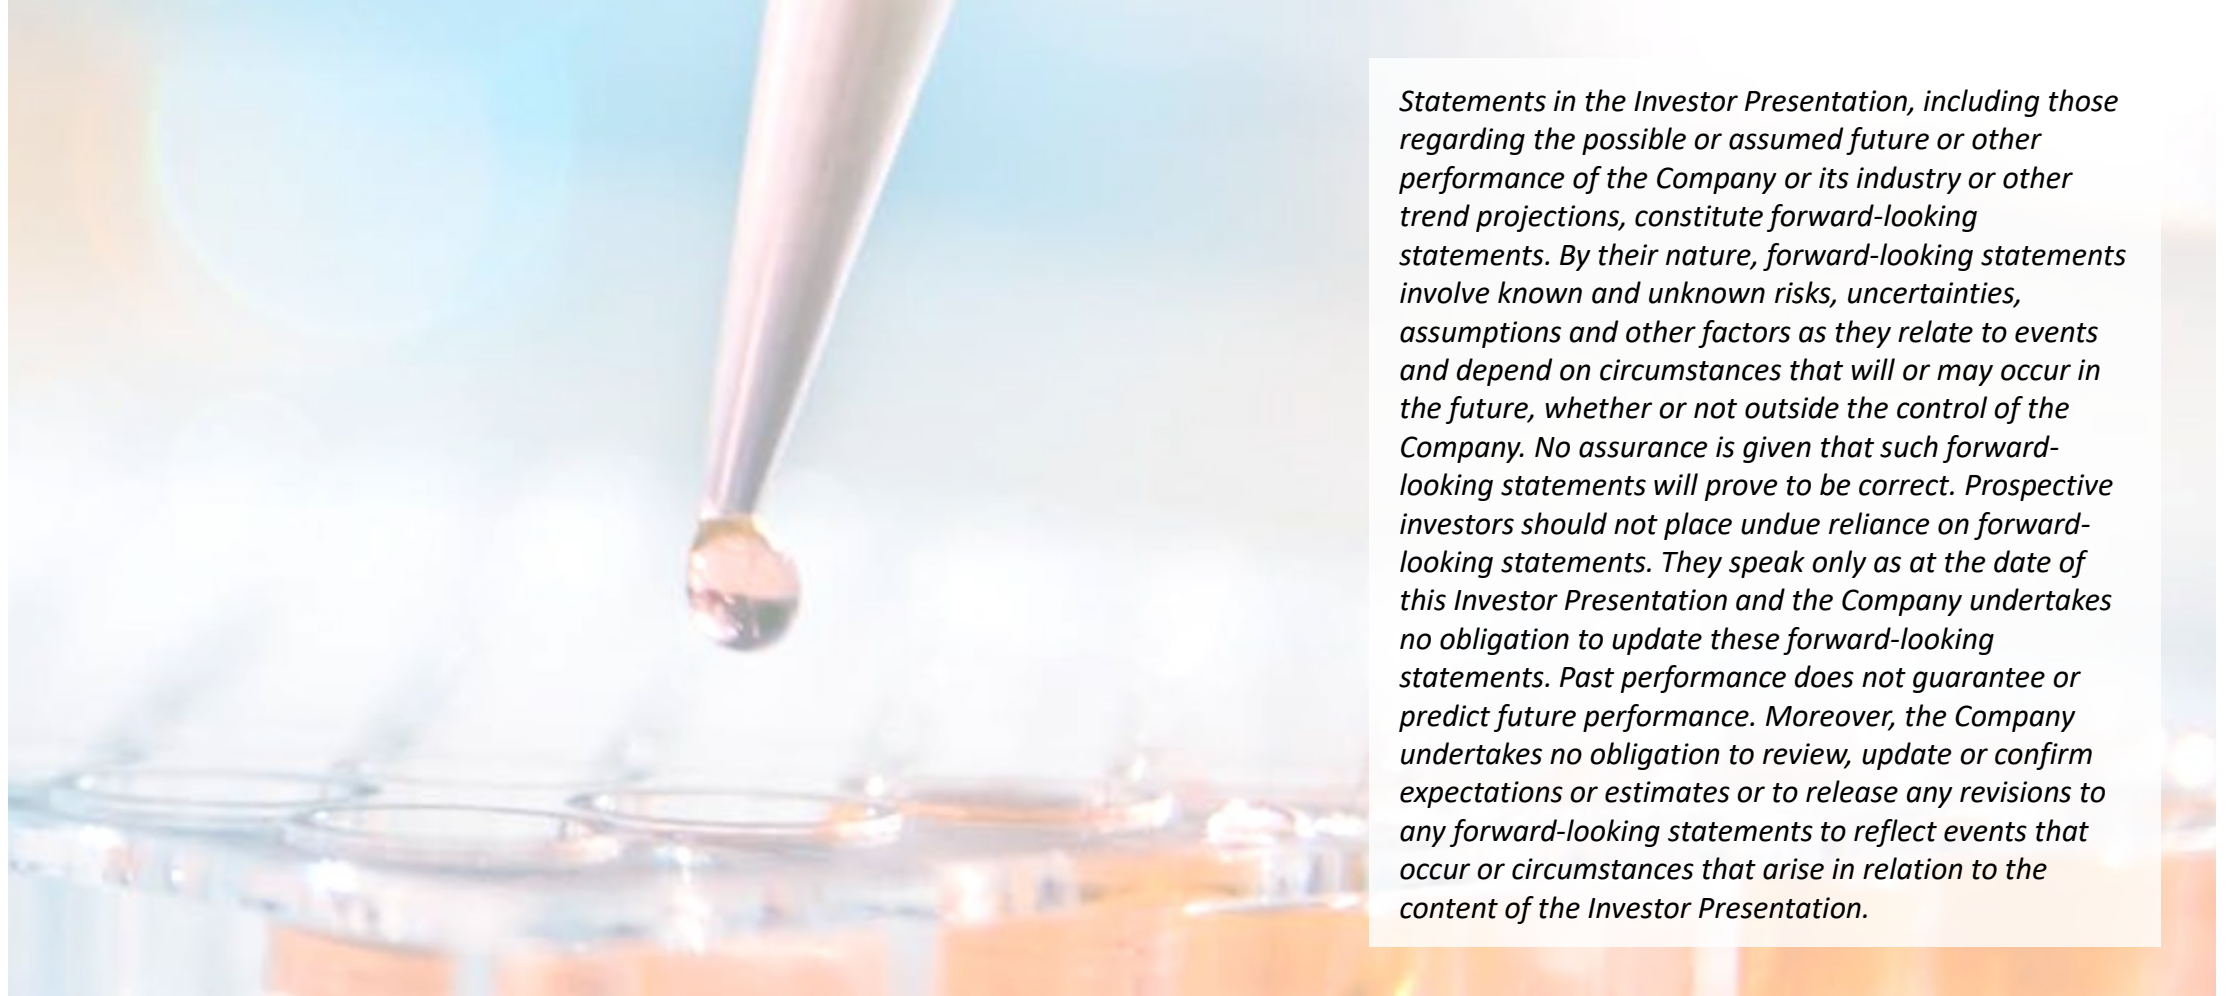 Statements in the Investor Presentation, including those
regarding the possible or assumed future or other
performance of the Company or its industry or other
trend projections, constitute forward-looking
statements. By their nature, forward-looking statements
involve known and unknown risks, uncertainties,
assumptions and other factors as they relate to events
and depend on circumstances that will or may occur in
the future, whether or not outside the control of the
Company. No assurance is given that such forward-
looking statements will prove to be correct. Prospective
investors should not place undue reliance on forward-
looking statements. They speak only as at the date of
this Investor Presentation and the Company undertakes
no obligation to update these forward-looking
statements. Past performance does not guarantee or
predict future performance. Moreover, the Company
undertakes no obligation to review, update or confirm
expectations or estimates or to release any revisions to
any forward-looking statements to reflect events that
occur or circumstances that arise in relation to the
content of the Investor Presentation.